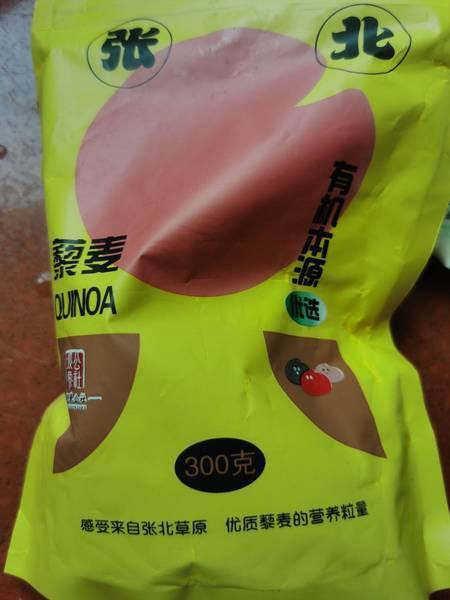 张北
有机本源
优选
藜麦
QUINOA
300克
感受来自张北草原 优质藜麦的营养粒量